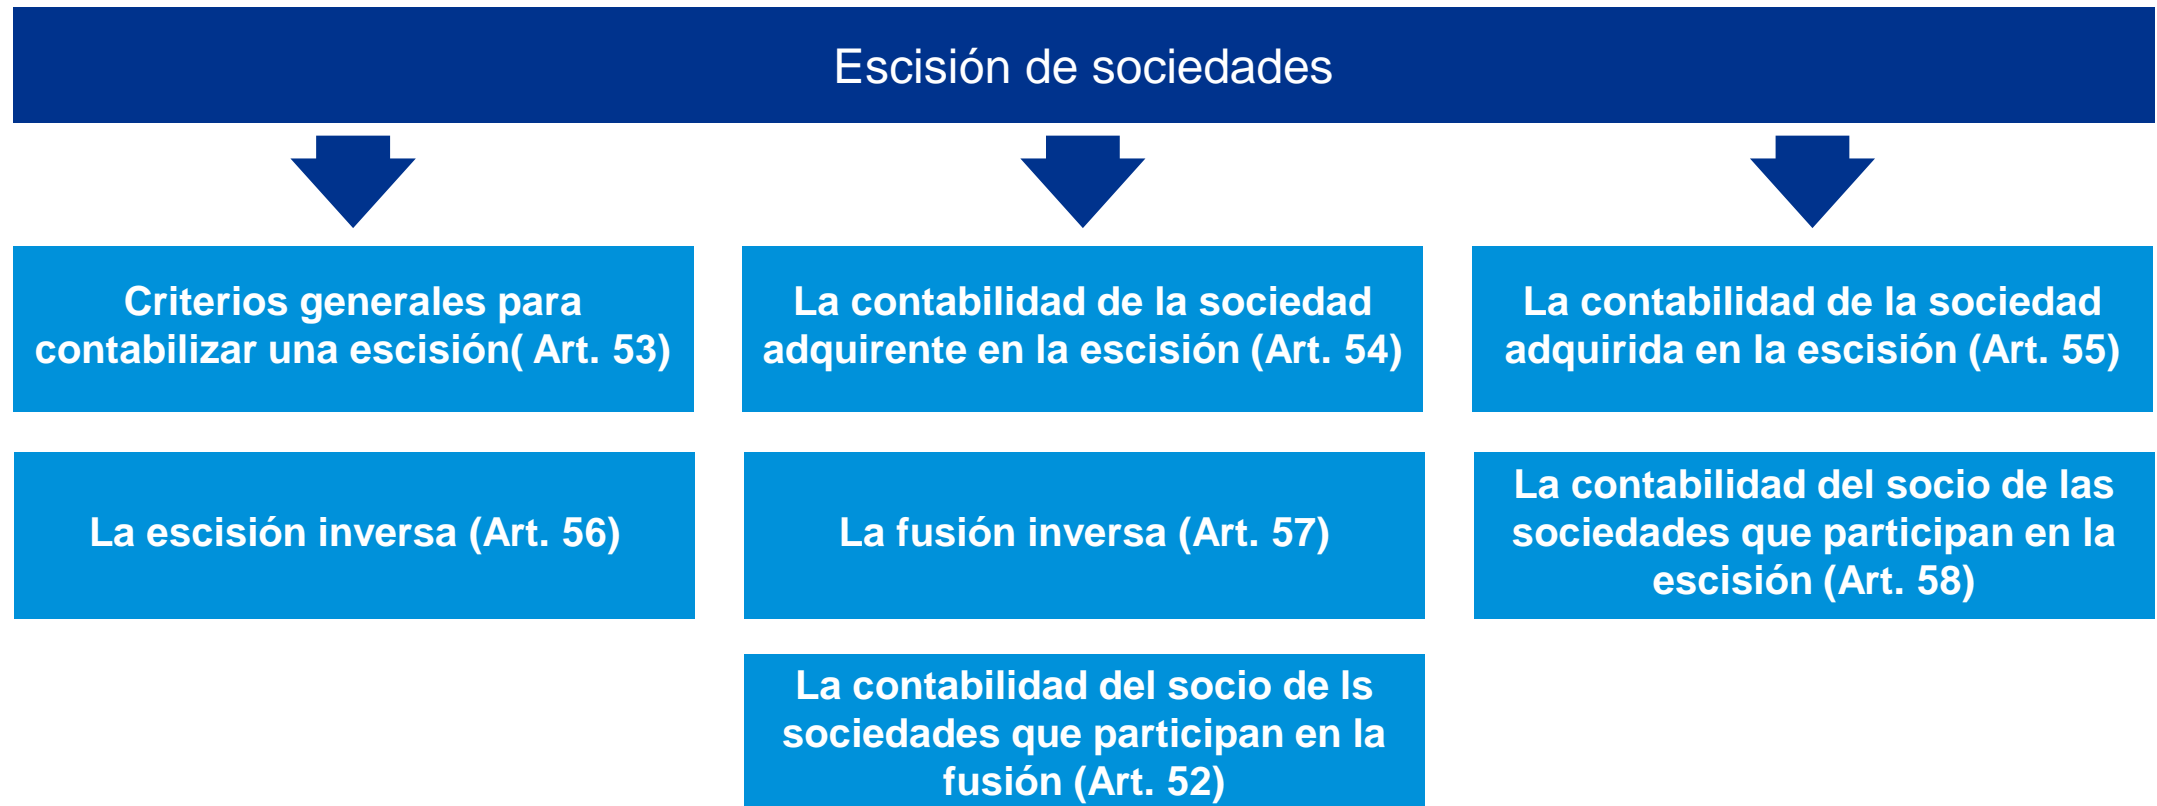 Escisión de sociedades
Criterios generales para
contabilizar una escisión( Art. 53)
La contabilidad de la sociedad
adquirente en la escisión (Art. 54)
La contabilidad de la sociedad
adquirida en la escisión (Art. 55)
La escisión inversa (Art. 56)
La fusión inversa (Art. 57)
La contabilidad del socio de las
sociedades que participan en la
escisión (Art. 58)
La contabilidad del socio de ls
sociedades que participan en la
fusión (Art. 52)